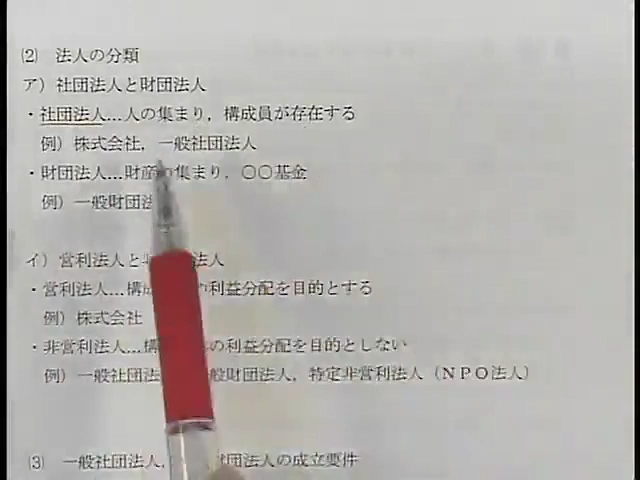 (2) 法人の分類
ア）社団法人と財団法人
・社団法人…人の集まり，構成員が存在する
例）株式会社，一般社団法人
・財団法人…財産の集まり，〇〇基金
例）一般財団法
イ）営利法人と 法人
・営利法人…構成 の利益分配を目的とする
例）株式会社
・非営利法人…構 の利益分配を目的としない
例）一般社団法 般財団法人，特定非営利法人（ＮＰＯ法人）
(3) 一般社団法人， 財団法人の成立要件